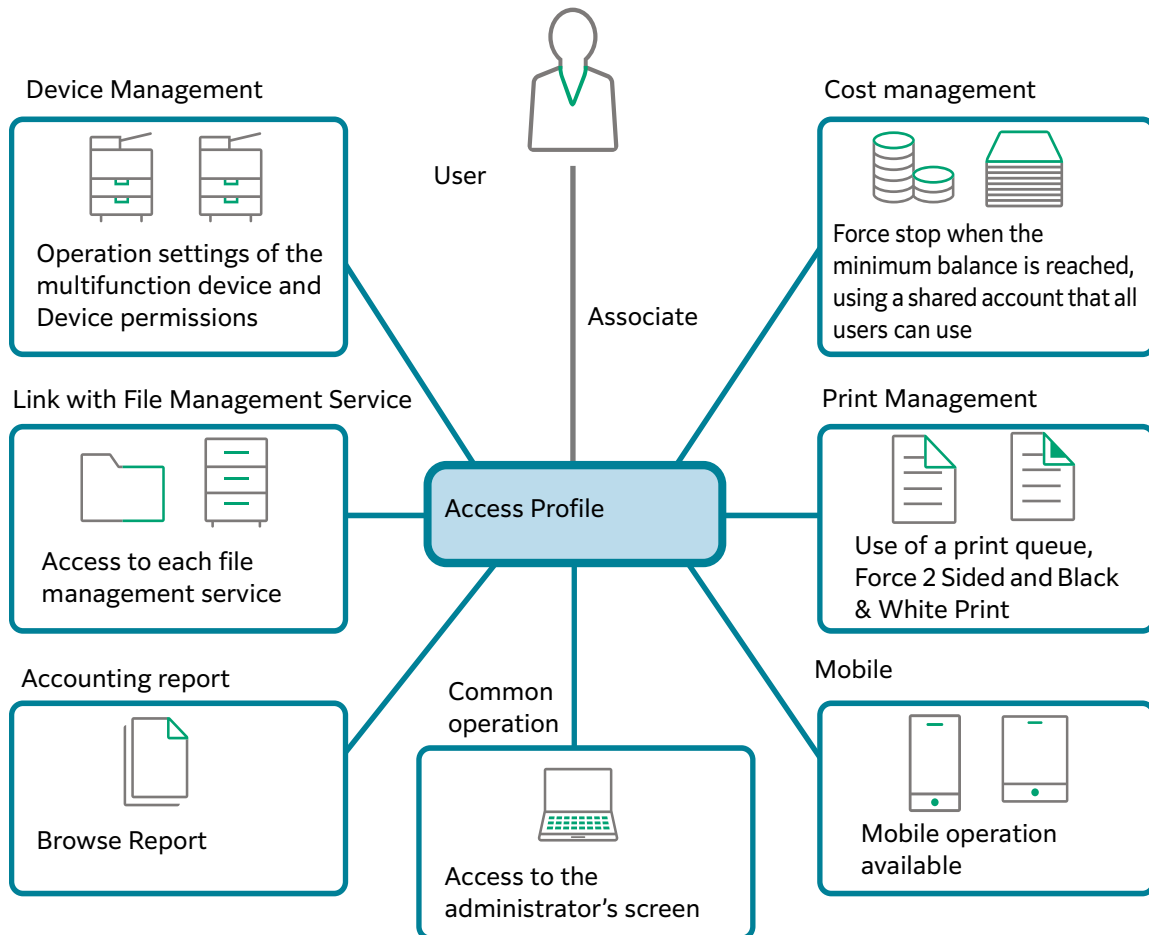 Device Management
Operation settings of the
multifunction device and
Device permissions
User
Associate
Cost management
Force stop when the
minimum balance is reached,
using a shared account that all
users can use
Link with File Management Service
Access to each file
management service
Access Profile
Print Management
Use of a print queue,
Force 2 Sided and Black
& White Print
Accounting report
Browse Report
Common
operation
Access to the
administrator’s screen
Mobile
Mobile operation
available